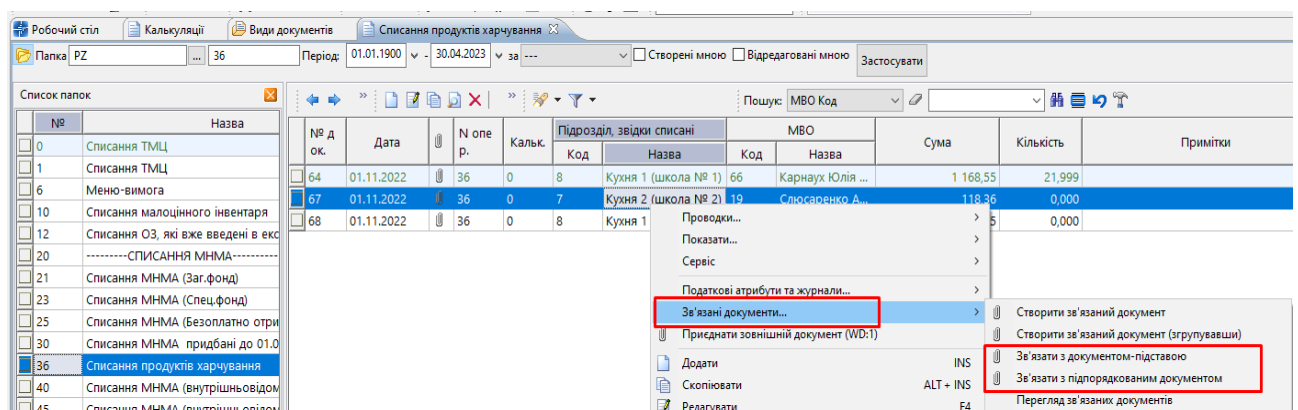 Робочий стіл Калькуляції Види документів Списання продуктів харчування
Папка PZ ... 36 Період: 01.01.1900 - 30.04.2023 за --- Створені мною Відредаговані мною Застосувати
Список папок
Пошук: МВО Код
№ Назва
0 Списання ТМЦ
1 Списання ТМЦ
6 Меню-вимога
10 Списання малоцінного інвентаря
12 Списання ОЗ, які вже введені в екс
20 --------СПИСАННЯ МНМА----------
21 Списання МНМА (Заг.фонд)
23 Списання МНМА (Спец.фонд)
25 Списання МНМА (Безоплатно отри
30 Списання МНМА придбані до 01.0
36 Списання продуктів харчування
40 Списання МНМА (внутрішньовідом
45 Списання МНМА (внутрішньовідом
№ док. Дата N опер. Кальк. Підрозділ, звідки списані МВО Сума Кількість Примітки
Код Назва Код Назва
64 01.11.2022 36 0 8 Кухня 1 (школа № 1) 66 Карнаух Юлія ... 1 168,55 21,999
67 01.11.2022 36 0 7 Кухня 2 (школа № 2) 19 Слюсаренко А... 118,36 0,000
68 01.11.2022 36 0 8 Кухня 1 5 0,000
Проводки...
Показати...
Сервіс
Податкові атрибути та журнали...
Зв'язані документи...
Приєднати зовнішній документ (WD:1)
Додати INS
Скопіювати ALT + INS
Редагувати F4
Створити зв'язаний документ
Створити зв'язаний документ (згрупувавши)
Зв'язати з документом-підставою
Зв'язати з підпорядкованим документом
Перегляд зв'язаних документів